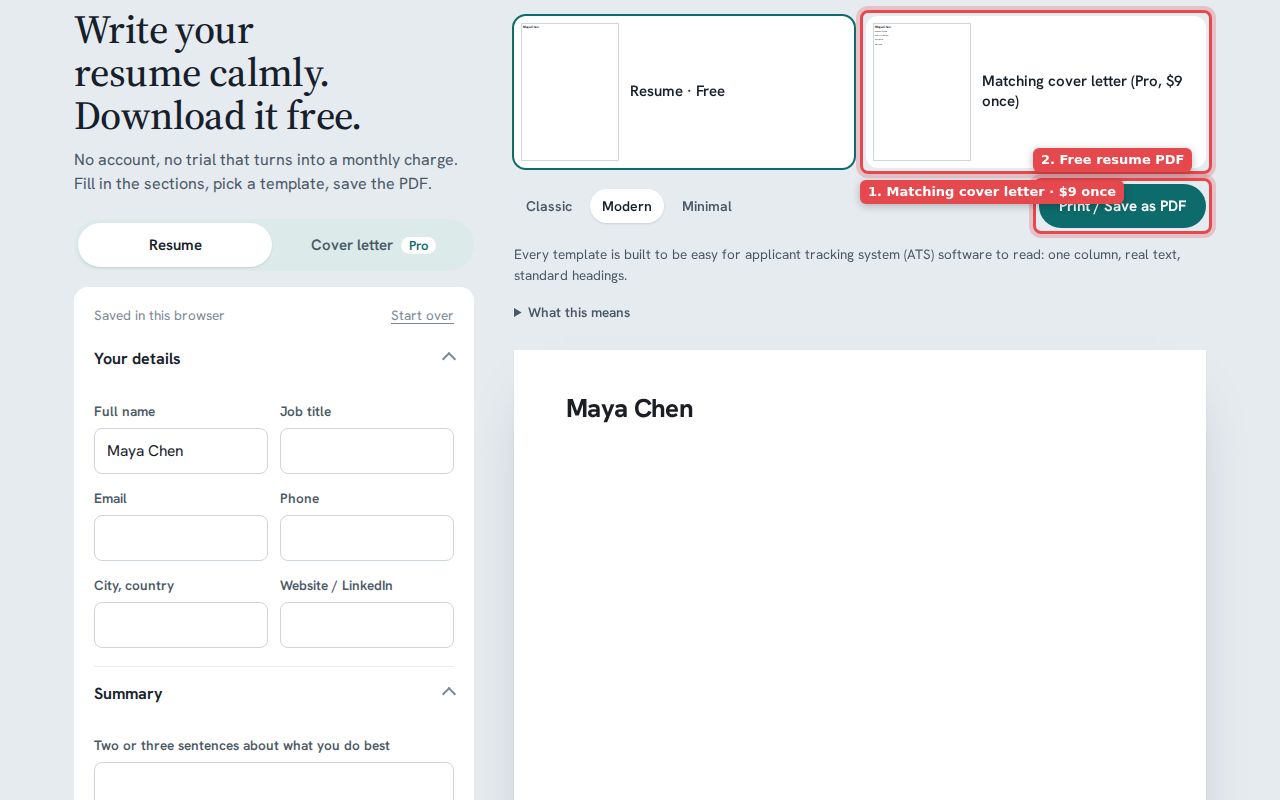 Write your
resume calmly.
Download it free.
No account, no trial that turns into a monthly charge.
Fill in the sections, pick a template, save the PDF.
Resume
Cover letter Pro
Saved in this browser
Start over
Your details
Full name
Job title
Maya Chen
Email
Phone
City, country
Website / LinkedIn
Summary
Two or three sentences about what you do best
Maya Chen
Resume · Free
Matching cover letter (Pro, $9
once)
2. Free resume PDF
1. Matching cover letter · $9 once
Classic
Modern
Minimal
Print / Save as PDF
Every template is built to be easy for applicant tracking system (ATS) software to read: one column, real text,
standard headings.
What this means
Maya Chen